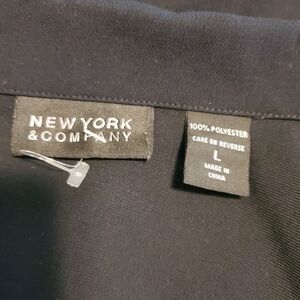 NEW YORK
& COMPANY
100% POLYESTER
CARE ON REVERSE
L
MADE IN
CHINA